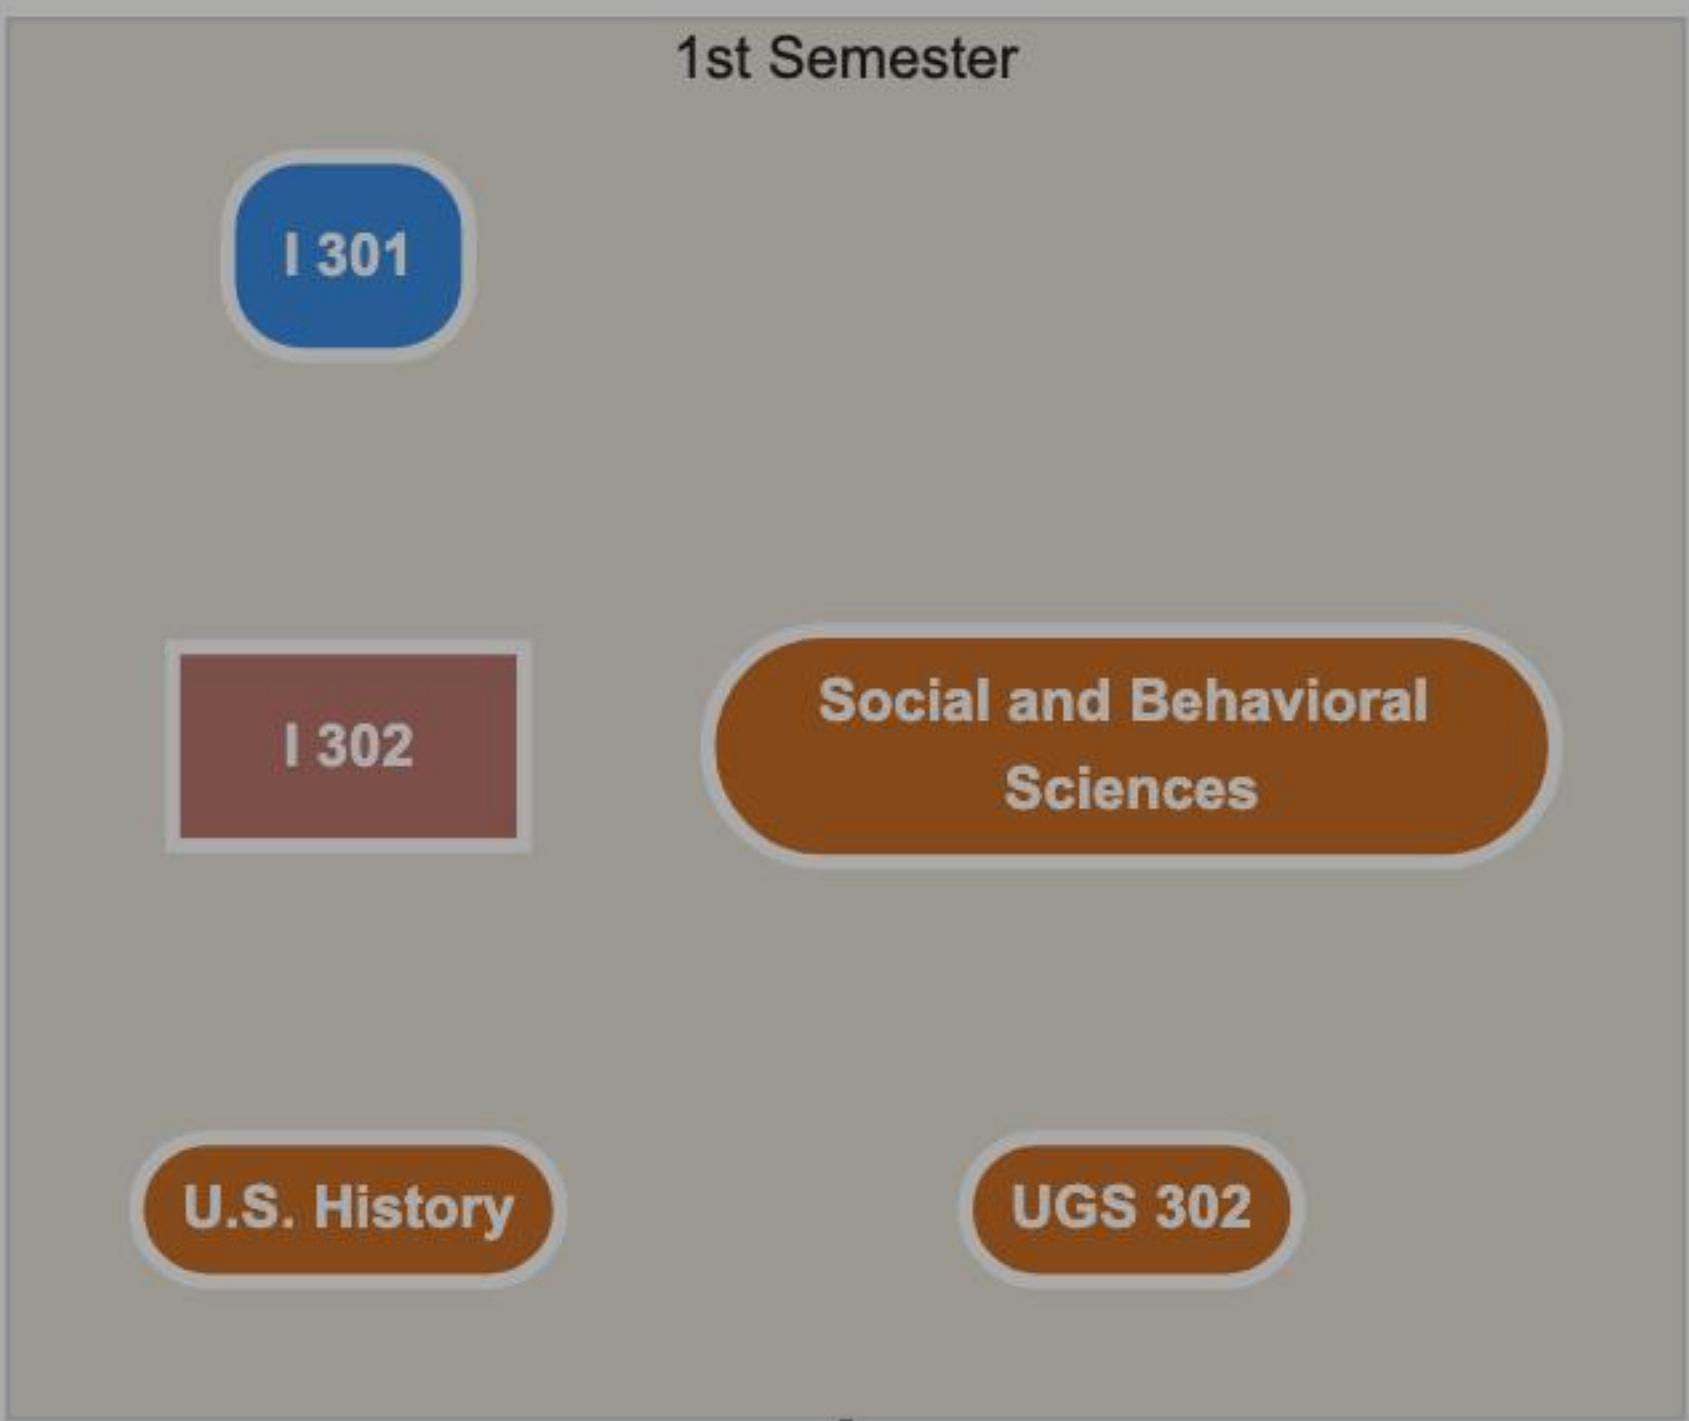 1st Semester
I 301
I 302
Social and Behavioral
Sciences
U.S. History
UGS 302